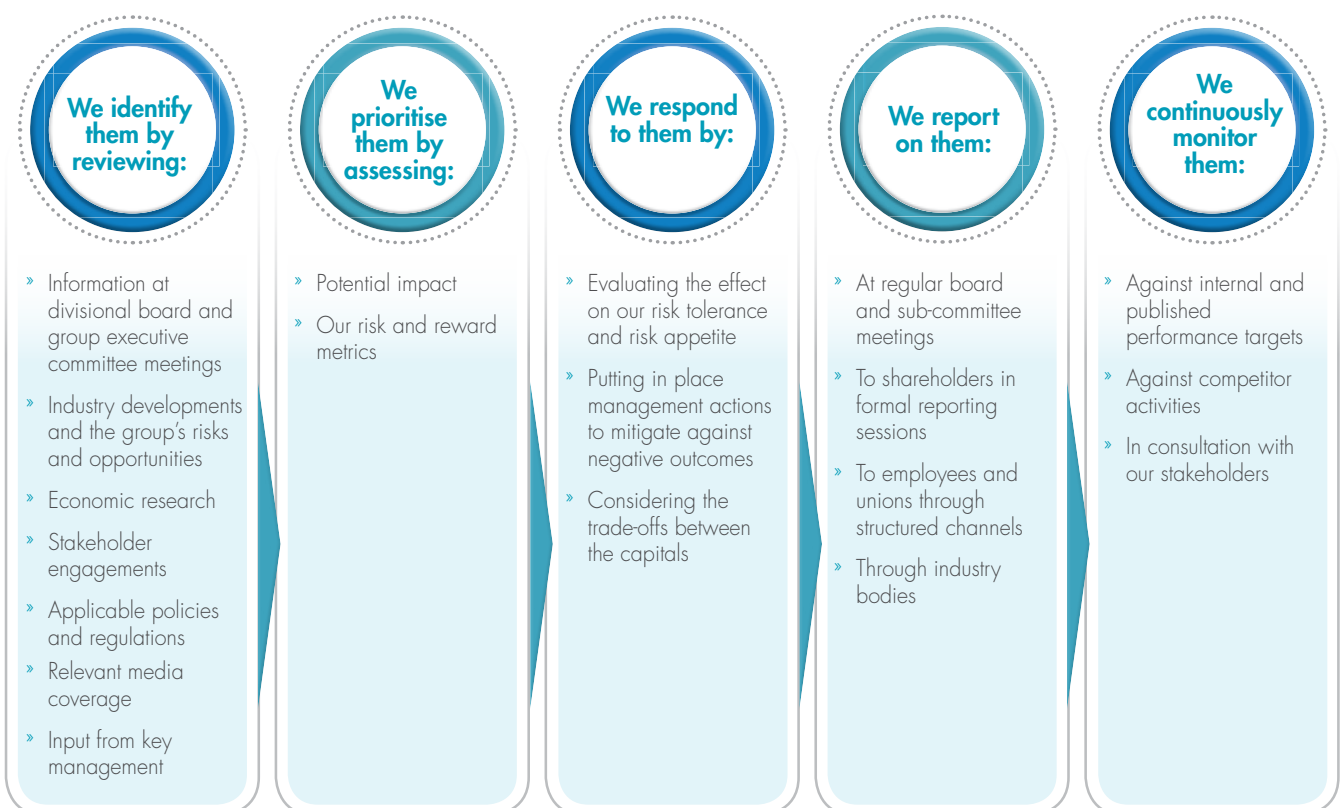 We identify
them by
reviewing:
» Information at
divisional board and
group executive
committee meetings
» Industry developments
and the group's risks
and opportunities
» Economic research
» Stakeholder
engagements
» Applicable policies
and regulations
» Relevant media
coverage
» Input from key
management
We
prioritise
them by
assessing:
» Potential impact
» Our risk and reward
metrics
We respond
to them by:
» Evaluating the effect
on our risk tolerance
and risk appetite
» Putting in place
management actions
to mitigate against
negative outcomes
» Considering the
trade-offs between
the capitals
We report
on them:
» At regular board
and sub-committee
meetings
» To shareholders in
formal reporting
sessions
» To employees and
unions through
structured channels
» Through industry
bodies
We
continuously
monitor
them:
» Against internal and
published
performance targets
» Against competitor
activities
» In consultation with
our stakeholders